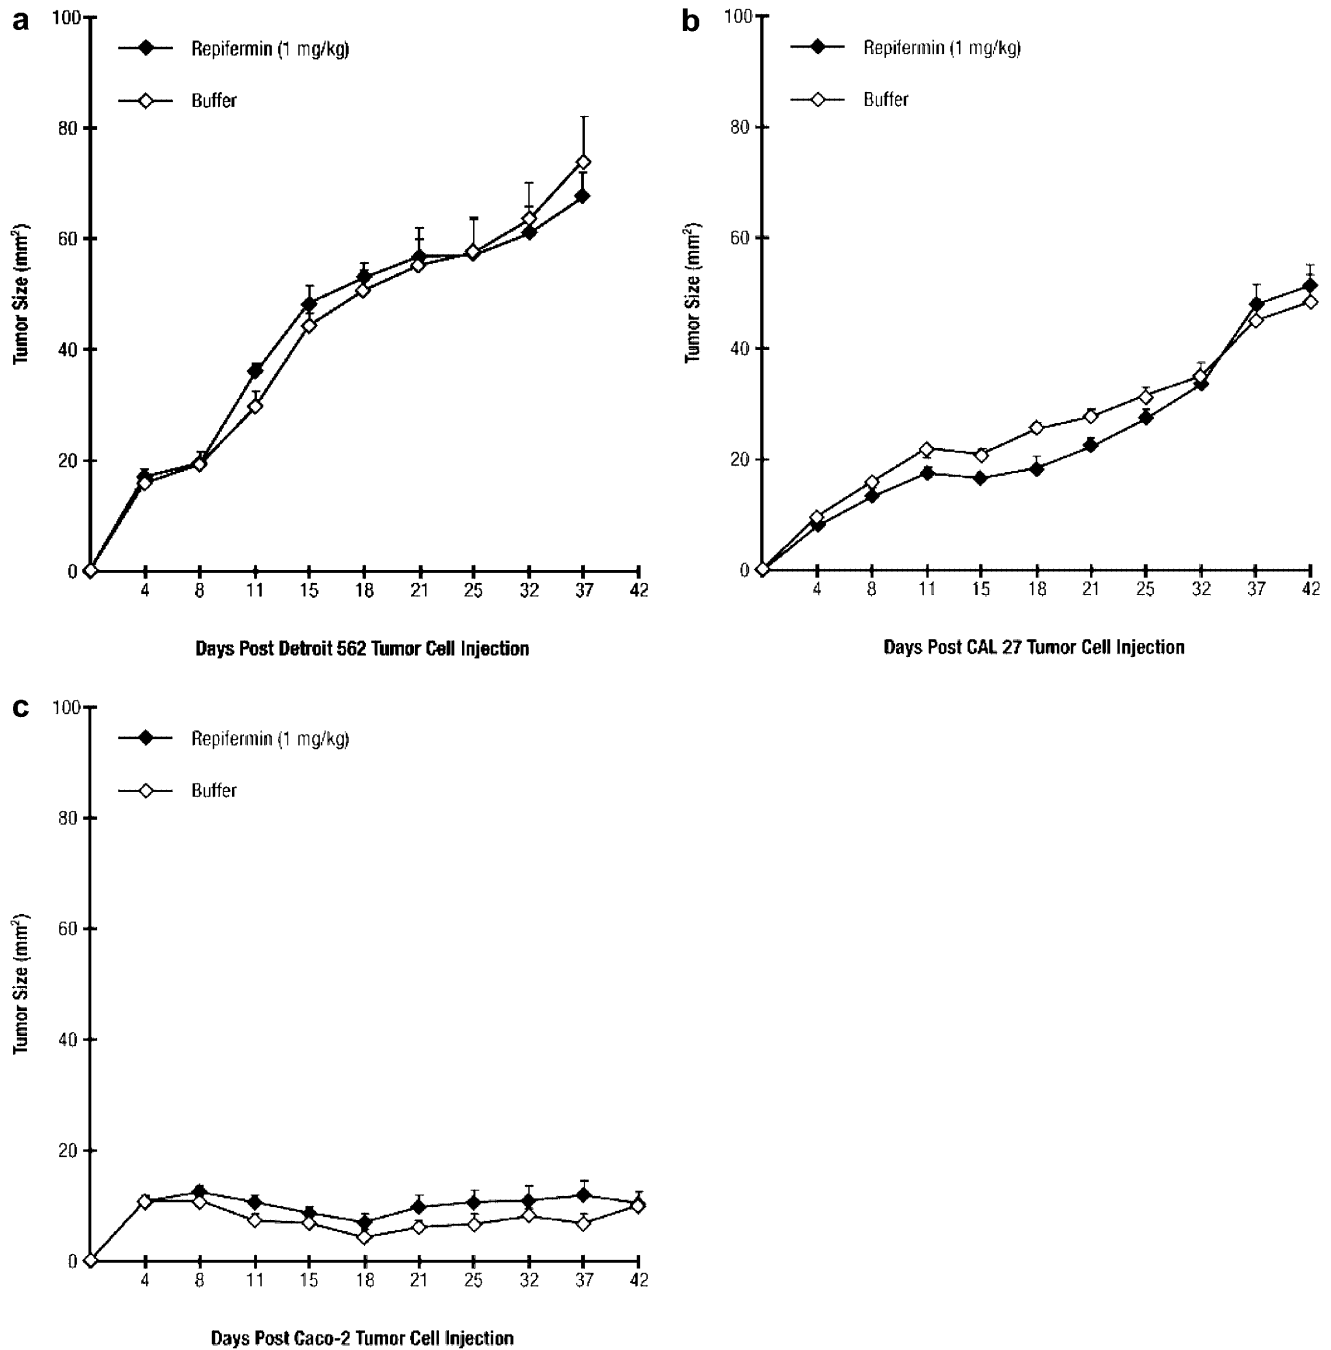 a
100
80
60
40
20
0
Tumor Size (mm²)
Repifermin (1 mg/kg)
Buffer
4 8 11 15 18 21 25 32 37 42
Days Post Detroit 562 Tumor Cell Injection
b
100
80
60
40
20
0
Tumor Size (mm²)
Repifermin (1 mg/kg)
Buffer
4 8 11 15 18 21 25 32 37 42
Days Post CAL 27 Tumor Cell Injection
c
100
80
60
40
20
0
Tumor Size (mm²)
Repifermin (1 mg/kg)
Buffer
4 8 11 15 18 21 25 32 37 42
Days Post Caco-2 Tumor Cell Injection